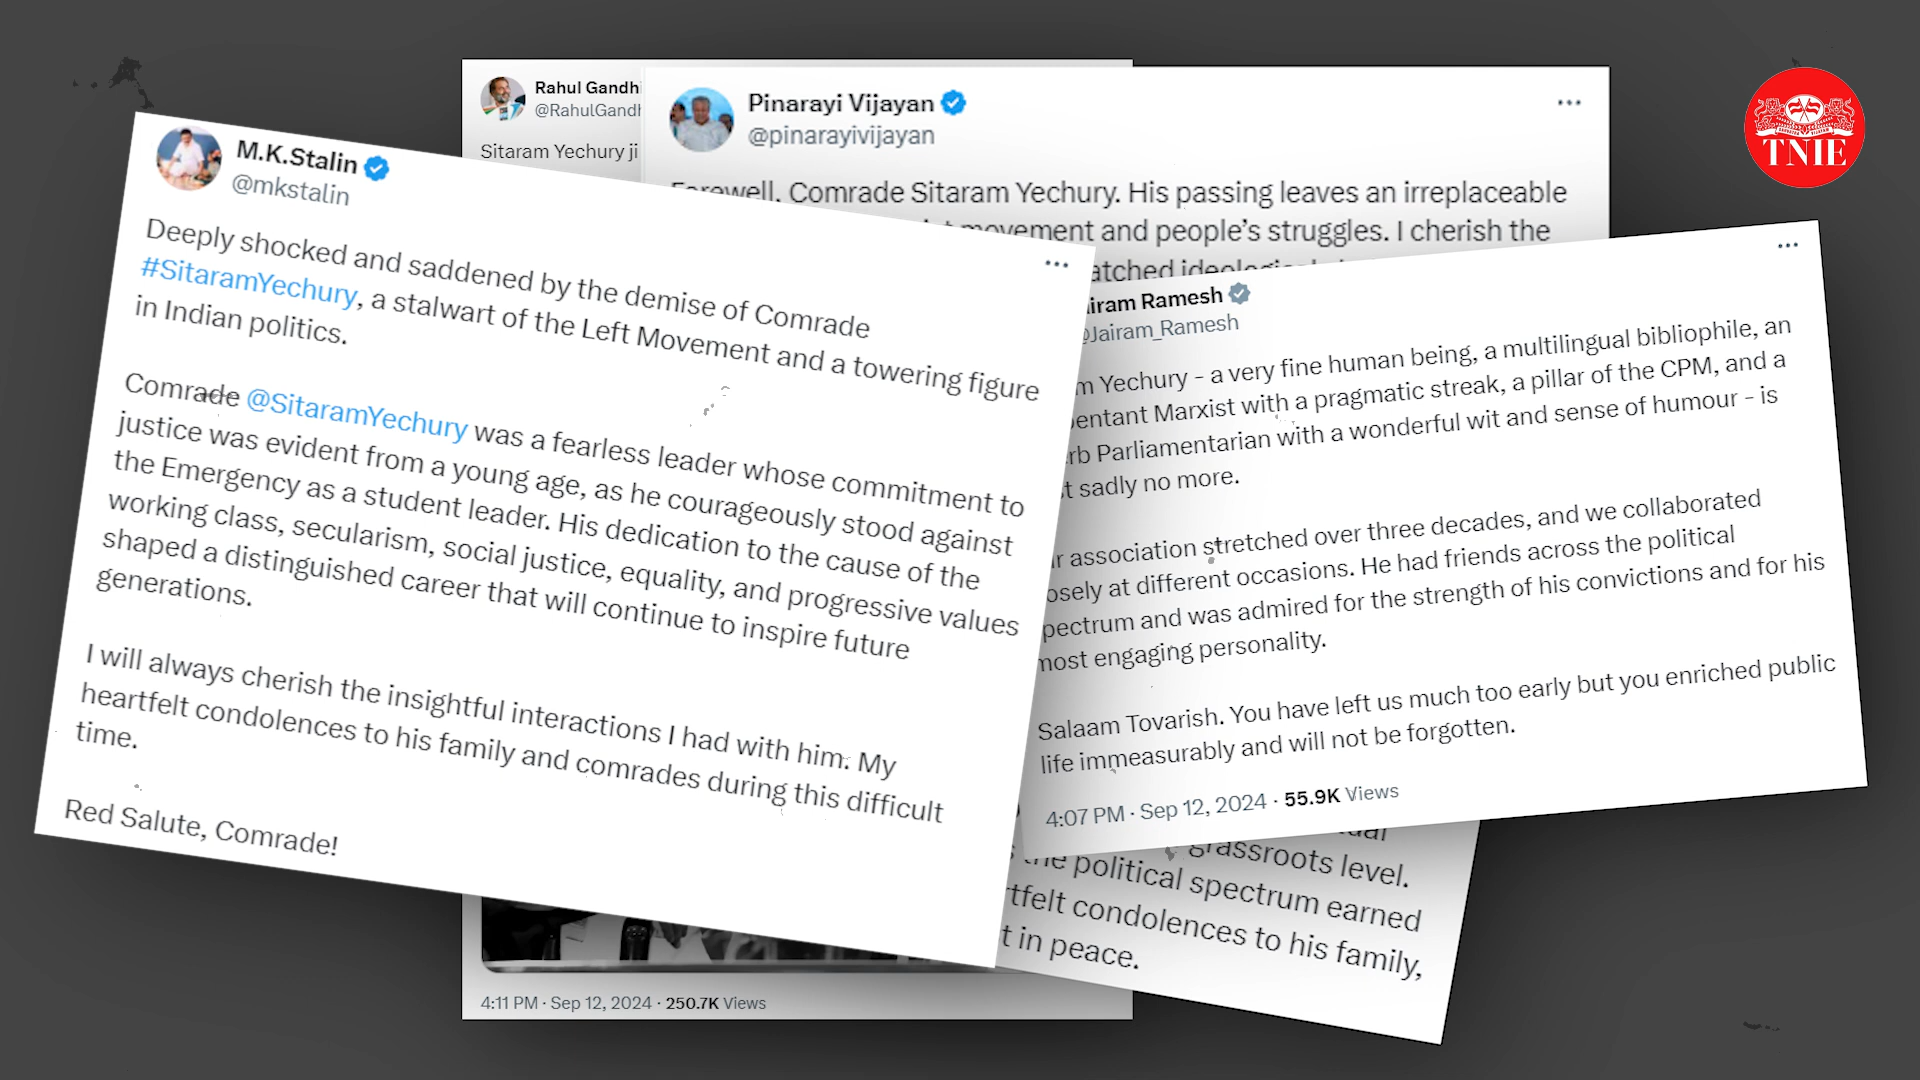 Rahul Gandhi
@RahulGandh
Sitaram Yechury ji
4:11 PM · Sep 12, 2024 · 250.7K Views
Pinarayi Vijayan
@pinarayivijayan
Farewell, Comrade Sitaram Yechury. His passing leaves an irreplaceable
movement and people's struggles. I cherish the
TNIE
M.K.Stalin
@mkstalin
Deeply shocked and saddened by the demise of Comrade
#SitaramYechury, a stalwart of the Left Movement and a towering figure
in Indian politics.
Comrade @SitaramYechury was a fearless leader whose commitment to
justice was evident from a young age, as he courageously stood against
the Emergency as a student leader. His dedication to the cause of the
working class, secularism, social justice, equality, and progressive values
shaped a distinguished career that will continue to inspire future
generations.
I will always cherish the insightful interactions I had with him. My
heartfelt condolences to his family and comrades during this difficult
time.
Red Salute, Comrade!
Jairam Ramesh
@Jairam_Ramesh
Yechury - a very fine human being, a multilingual bibliophile, an
Marxist with a pragmatic streak, a pillar of the CPM, and a
Parliamentarian with a wonderful wit and sense of humour - is
sadly no more.
association stretched over three decades, and we collaborated
at different occasions. He had friends across the political
spectrum and was admired for the strength of his convictions and for his
most engaging personality.
Salaam Tovarish. You have left us much too early but you enriched public
life immeasurably and will not be forgotten.
4:07 PM · Sep 12, 2024 · 55.9K Views
grassroots level.
the political spectrum earned
condolences to his family,
in peace.